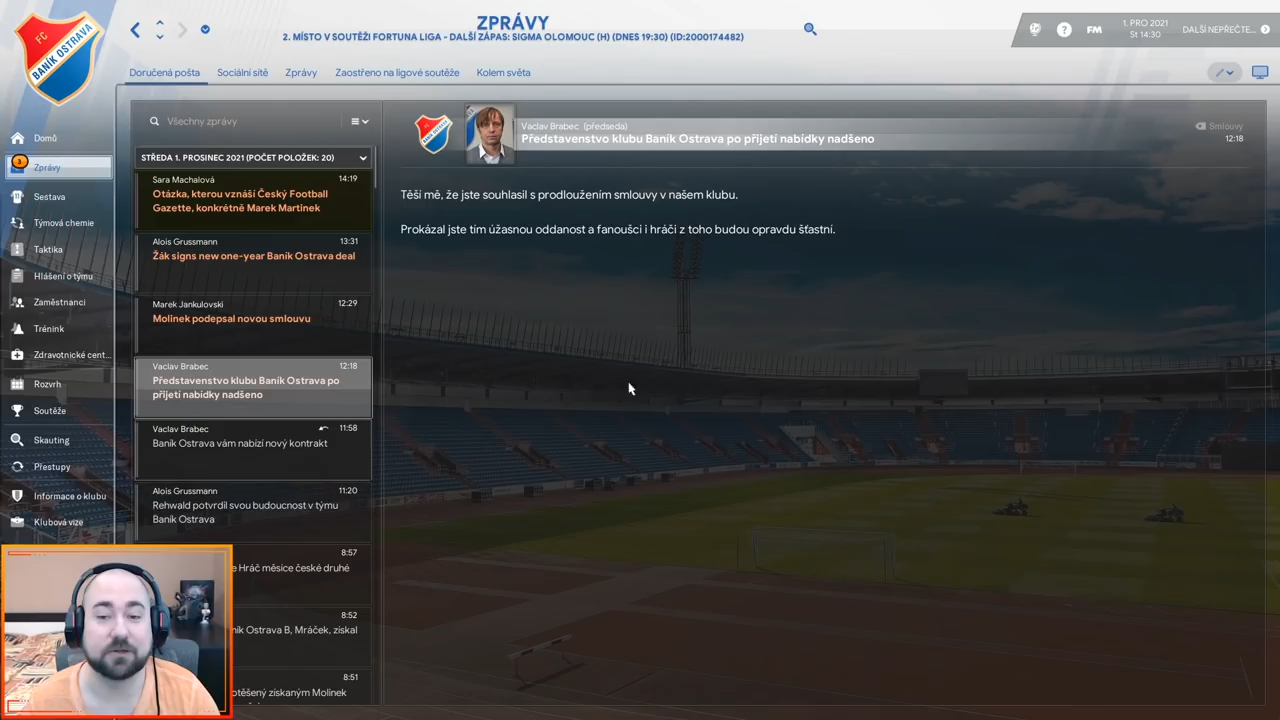 FC
BANÍK OSTRAVA
ZPRÁVY
2. MÍSTO V SOUTĚŽI FORTUNA LIGA - DALŠÍ ZÁPAS: SIGMA OLOMOUC (H) (DNES 19:30) (ID:2000174482)
FM
1. PRO 2021
St 14:30
DALŠÍ NEPŘEČTE...
Doručená pošta
Sociální sítě
Zprávy
Zaostřeno na ligové soutěže
Kolem světa
Domů
3
Zprávy
Sestava
Týmová chemie
Taktika
Hlášení o týmu
Zaměstnanci
Trénink
Zdravotnické cent...
Rozvrh
Soutěže
Skauting
Přestupy
Informace o klubu
Klubová vize
Všechny zprávy
STŘEDA 1. PROSINEC 2021 (POČET POLOŽEK: 20)
Sara Machalová 14:19
Otázka, kterou vznáší Český Football
Gazette, konkrétně Marek Martínek
Alois Grussmann 13:31
Žák signs new one-year Baník Ostrava deal
Marek Jankulovski 12:29
Molínek podepsal novou smlouvu
Vaclav Brabec 12:18
Představenstvo klubu Baník Ostrava po
přijetí nabídky nadšeno
Vaclav Brabec 11:58
Baník Ostrava vám nabízí nový kontrakt
Alois Grussmann 11:20
Rehwald potvrdil svou budoucnost v týmu
Baník Ostrava
8:57
e Hráč měsíce české druhé
8:52
ník Ostrava B, Mráček, získal
8:51
otěšený získaným Molínek
Vaclav Brabec (předseda)
Představenstvo klubu Baník Ostrava po přijetí nabídky nadšeno
Smlouvy
12:18
Těší mě, že jste souhlasil s prodloužením smlouvy v našem klubu.
Prokázal jste tím úžasnou oddanost a fanoušci i hráči z toho budou opravdu šťastní.